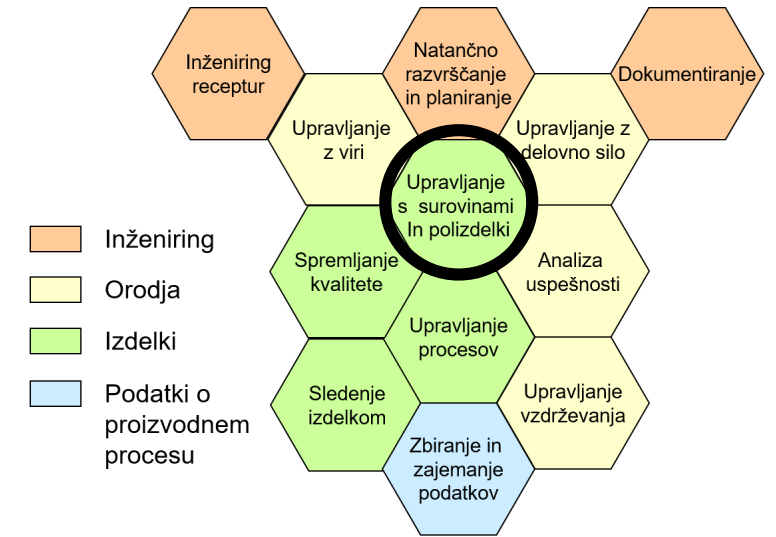 Inženiring
receptur
Natančno
razvrščanje
in planiranje
Dokumentiranje
Upravljanje
z viri
Upravljanje z
delovno silo
Upravljanje
s surovinami
In polizdelki
Spremljanje
kvalitete
Analiza
uspešnosti
Upravljanje
procesov
Sledenje
izdelkom
Upravljanje
vzdrževanja
Zbiranje in
zajemanje
podatkov
Inženiring
Orodja
Izdelki
Podatki o
proizvodnem
procesu